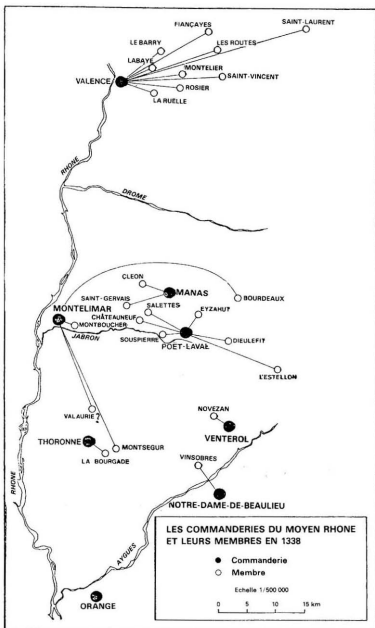 SAINT-LAURENT
FIANÇAYES
LE BARRY
LES ROUTES
LABAYE
MONTELIER
VALENCE
SAINT-VINCENT
ROSIER
LA RUELLE
RHONE
DROME
CLEON
MANAS
SAINT-GERVAIS
SALETTES
BOURDEAUX
EYZAHUT
MONTELIMAR
CHÂTEAUNEUF
MONTBOUCHER
JABRON
SOUSPIERRE
DIEULEFIT
POET-LAVAL
L'ESTELLON
VALAURIE ?
NOVEZAN
THORONNE
MONTSEGUR
VENTEROL
LA BOURGADE
VINSOBRES
RHONE
NOTRE-DAME-DE-BEAULIEU
AYGUES
ORANGE
LES COMMANDERIES DU MOYEN RHONE
ET LEURS MEMBRES EN 1338
Commanderie
Membre
Echelle 1/500 000
0 5 10 15 km